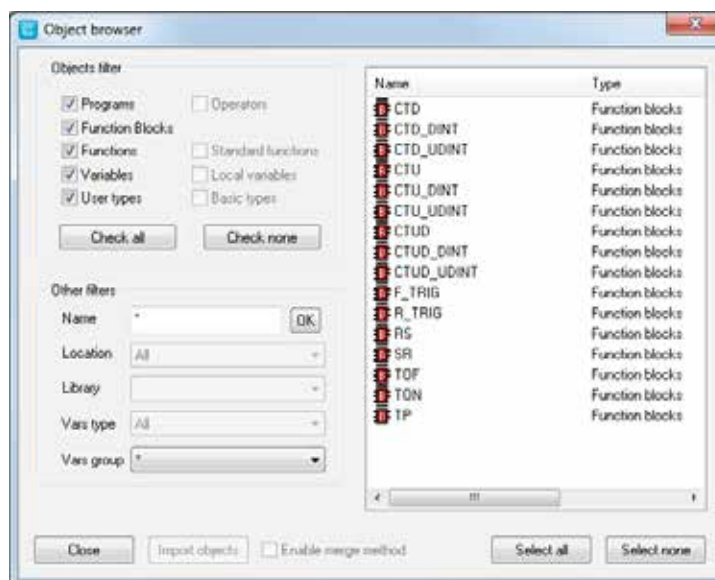 Object browser
Objects filter
Programs
Operators
Function Blocks
Functions
Standard functions
Variables
Local variables
User types
Basic types
Check all
Check none
Other filters
Name * OK
Location All
Library
Vars type All
Vars group *
Name Type
CTD Function blocks
CTD_DINT Function blocks
CTD_UDINT Function blocks
CTU Function blocks
CTU_DINT Function blocks
CTU_UDINT Function blocks
CTUD Function blocks
CTUD_DINT Function blocks
CTUD_UDINT Function blocks
F_TRIG Function blocks
R_TRIG Function blocks
RS Function blocks
SR Function blocks
TOF Function blocks
TON Function blocks
TP Function blocks
Close
Import objects
Enable merge method
Select all
Select none